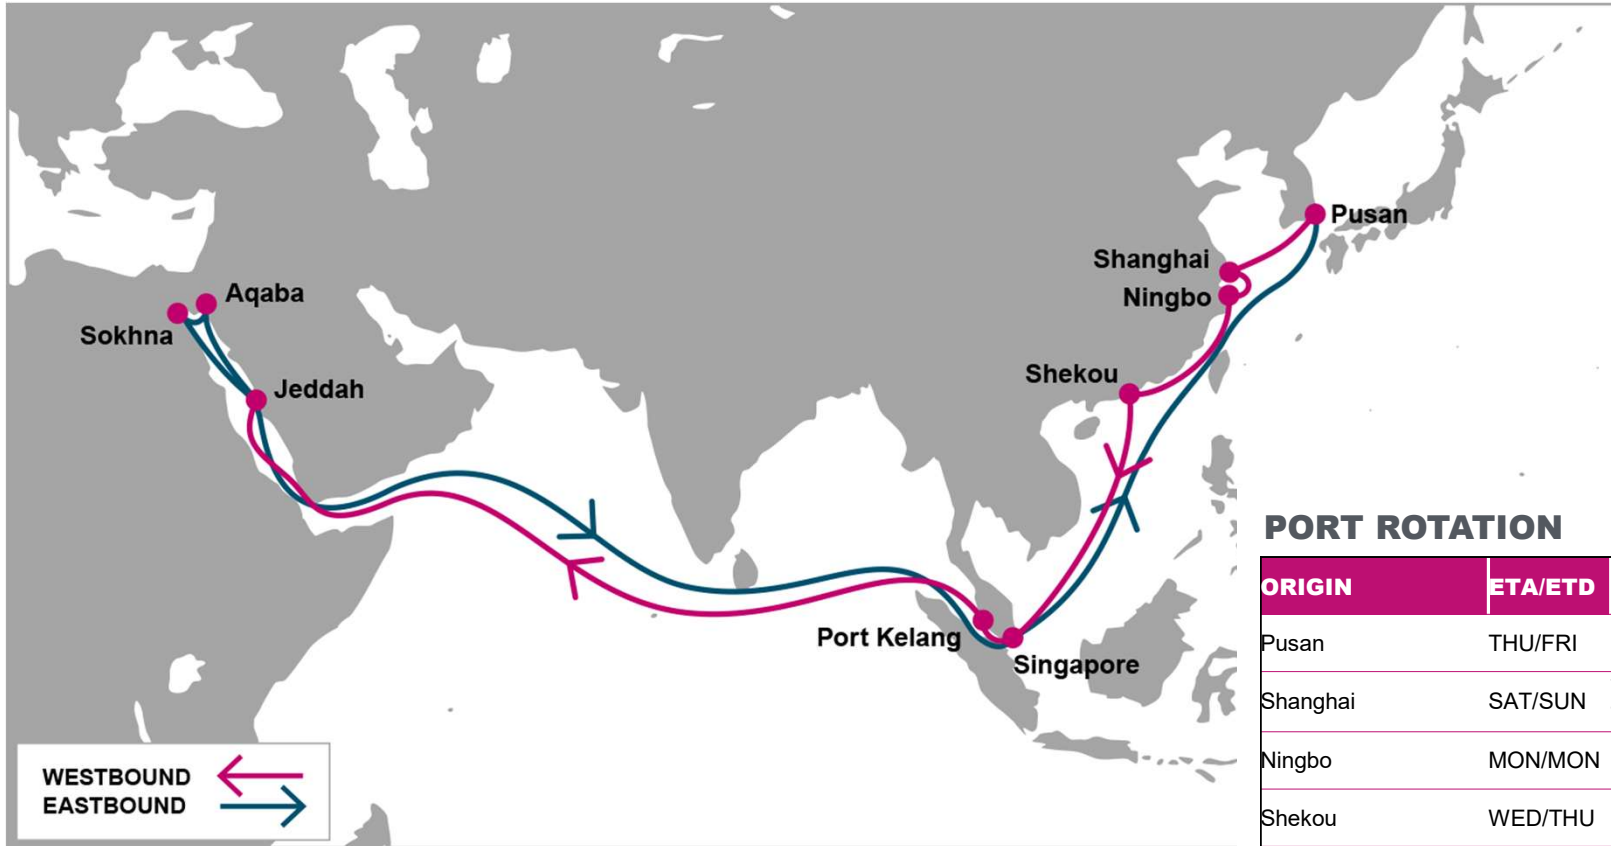 Pusan
Shanghai
Ningbo
Aqaba
Sokhna
Shekou
Jeddah
Port Kelang
Singapore
WESTBOUND
EASTBOUND
PORT ROTATION
ORIGIN ETA/ETD
Pusan THU/FRI
Shanghai SAT/SUN
Ningbo MON/MON
Shekou WED/THU